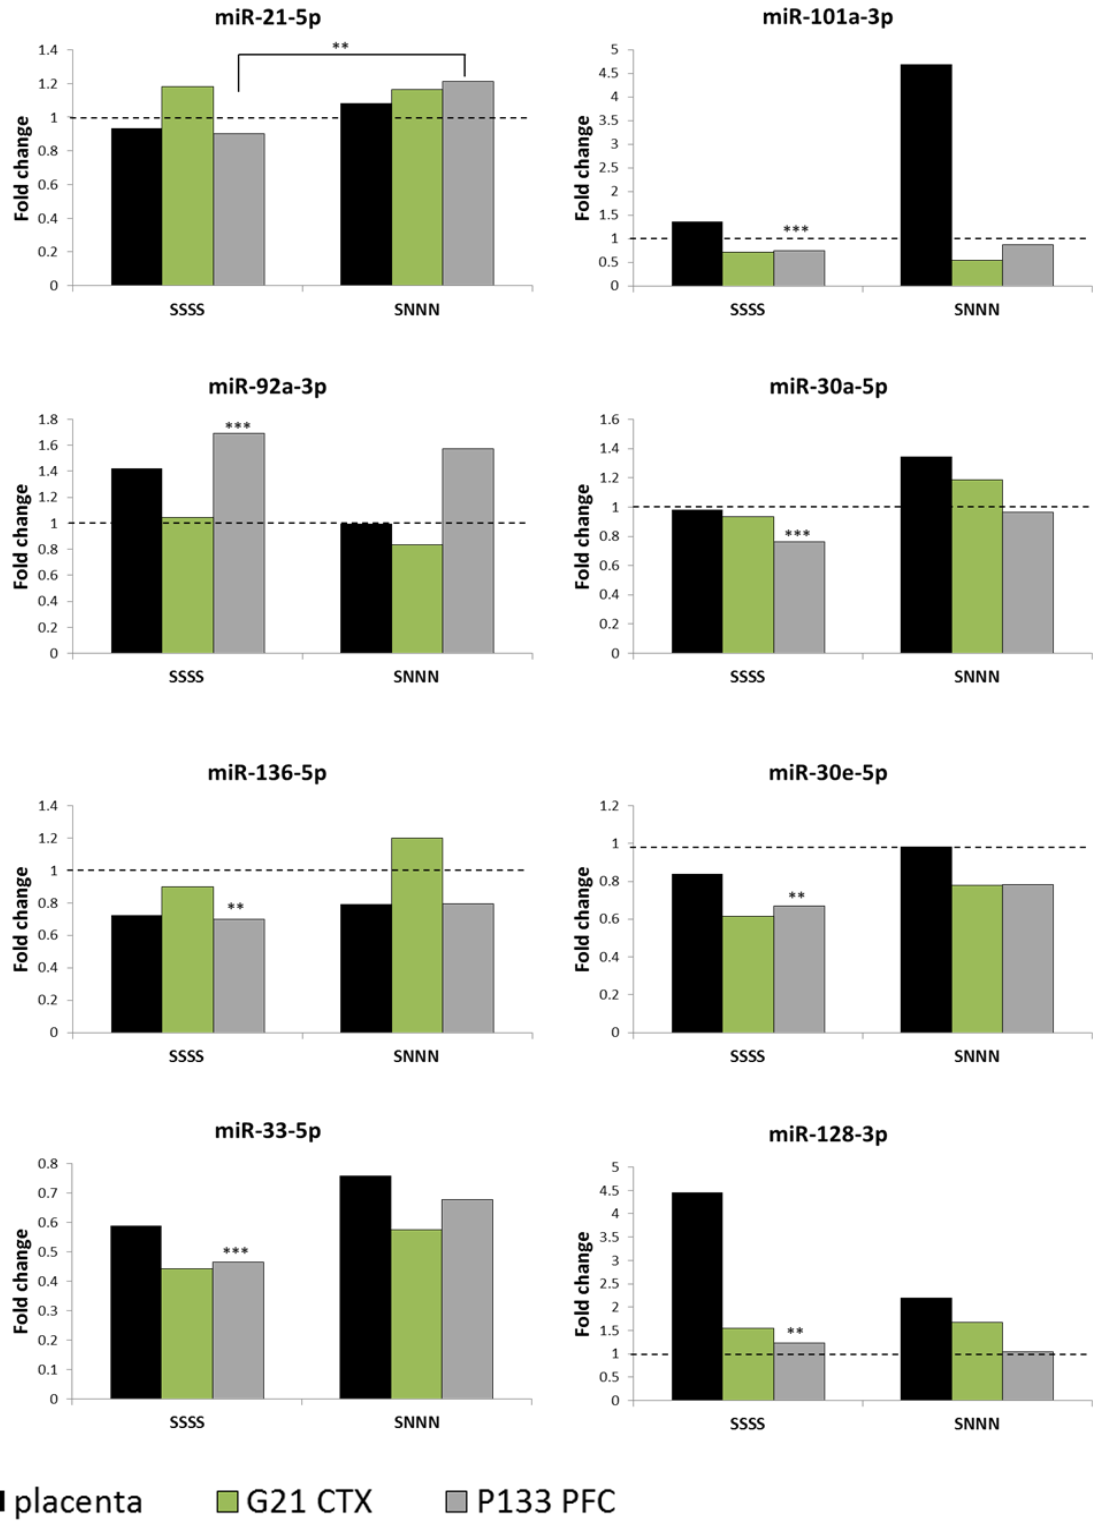 miR-21-5p
**
1.4
1.2
1
0.8
0.6
0.4
0.2
0
Fold change
SSSS
SNNN
miR-101a-3p
5
4.5
4
3.5
3
2.5
2
1.5
1
0.5
0
Fold change
***
SSSS
SNNN
miR-92a-3p
1.8
1.6
1.4
1.2
1
0.8
0.6
0.4
0.2
0
Fold change
***
SSSS
SNNN
miR-30a-5p
1.6
1.4
1.2
1
0.8
0.6
0.4
0.2
0
Fold change
***
SSSS
SNNN
miR-136-5p
1.4
1.2
1
0.8
0.6
0.4
0.2
0
Fold change
**
SSSS
SNNN
miR-30e-5p
1.2
1
0.8
0.6
0.4
0.2
0
Fold change
**
SSSS
SNNN
miR-33-5p
0.8
0.7
0.6
0.5
0.4
0.3
0.2
0.1
0
Fold change
***
SSSS
SNNN
miR-128-3p
5
4.5
4
3.5
3
2.5
2
1.5
1
0.5
0
Fold change
**
SSSS
SNNN
placenta G21 CTX P133 PFC